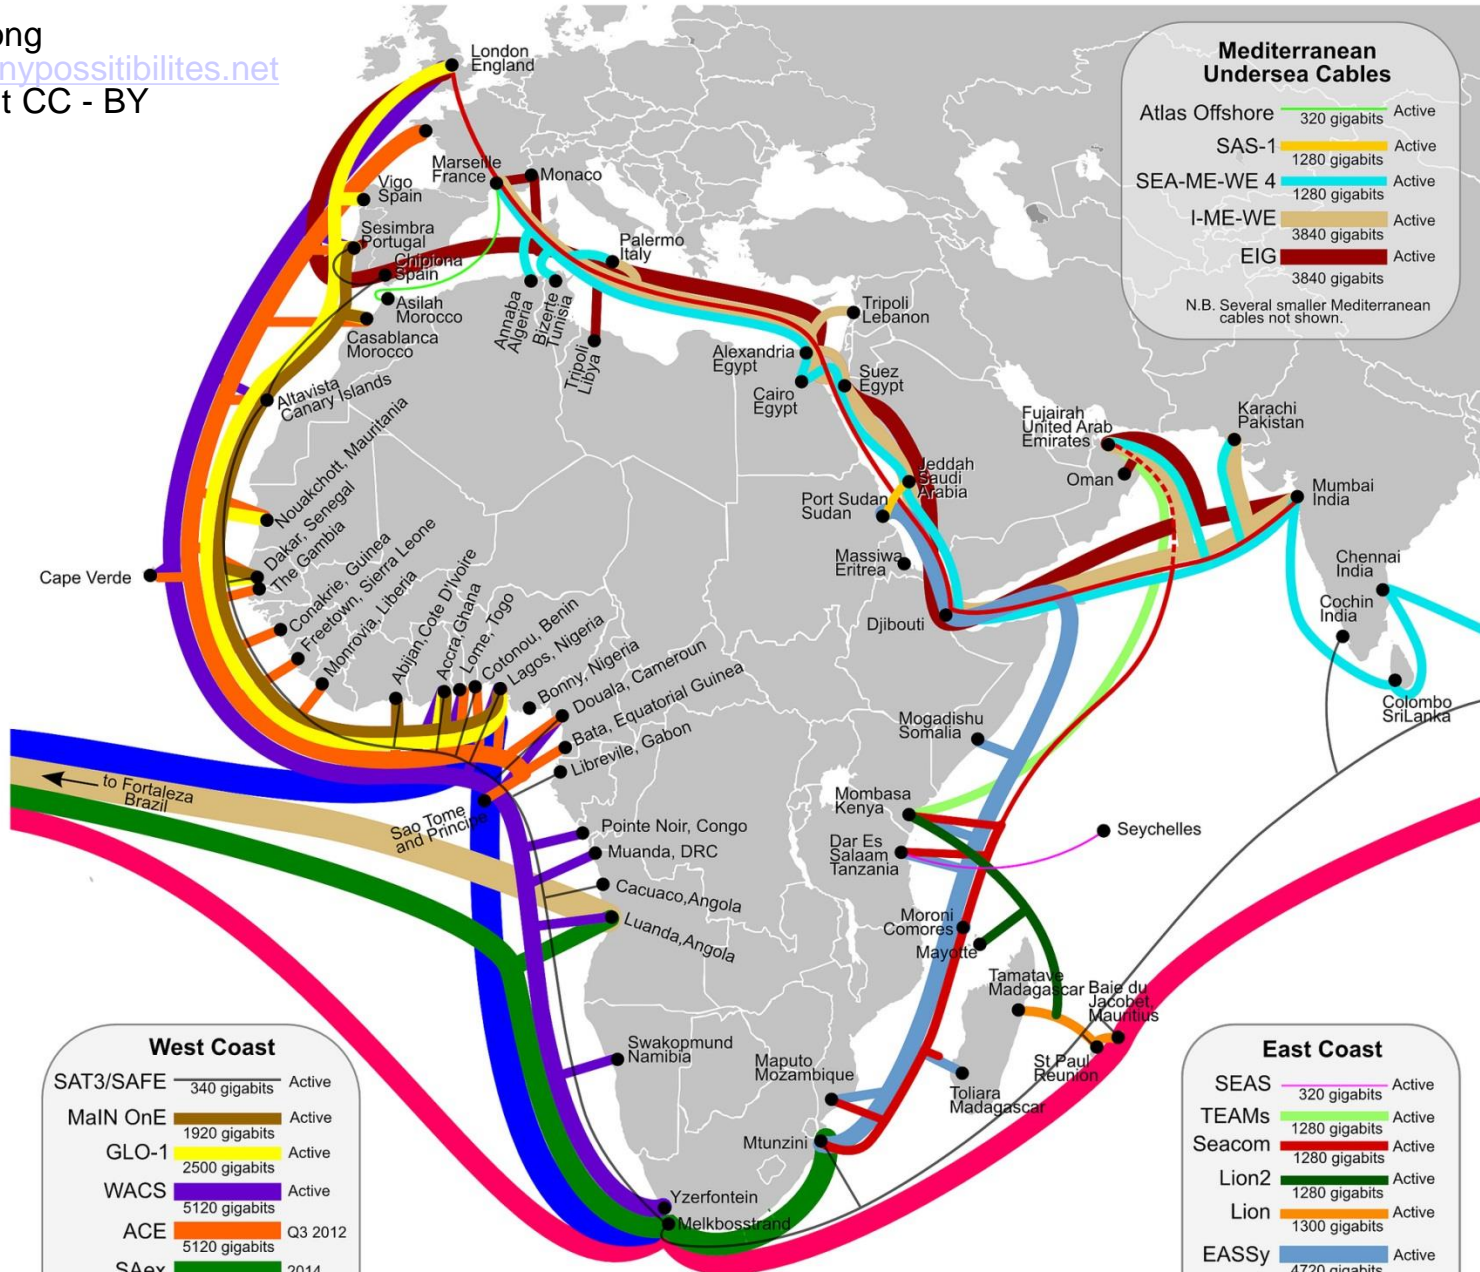 ong
nypossitibilites.net
t CC - BY
London
England
Marseille
France
Monaco
Vigo
Spain
Sesimbra
Portugal
Chipiona
Spain
Asilah
Morocco
Casablanca
Morocco
Altavista
Canary Islands
Annaba
Algeria
Bizerte
Tunisia
Tripoli
Libya
Palermo
Italy
Tripoli
Lebanon
Alexandria
Egypt
Cairo
Egypt
Suez
Egypt
Jeddah
Saudi
Arabia
Port Sudan
Sudan
Massiwa
Eritrea
Djibouti
Fujairah
United Arab
Emirates
Oman
Karachi
Pakistan
Mumbai
India
Chennai
India
Cochin
India
Colombo
SriLanka
Nouakchott, Mauritania
Dakar, Senegal
The Gambia
Cape Verde
Conakrie, Guinea
Freetown, Sierra Leone
Monrovia, Liberia
Abijan,Cote D'Ivoire
Accra,Ghana
Lome, Togo
Cotonou, Benin
Lagos, Nigeria
Bonny, Nigeria
Douala, Cameroun
Bata, Equatorial Guinea
Libreville, Gabon
to Fortaleza
Brazil
Sao Tome
and Principe
Pointe Noir, Congo
Muanda, DRC
Cacuaco,Angola
Luanda,Angola
Swakopmund
Namibia
Yzerfontein
Melkbosstrand
Mogadishu
Somalia
Mombasa
Kenya
Dar Es
Salaam
Tanzania
Seychelles
Moroni
Comores
Mayotte
Tamatave
Madagascar
Baie du
Jacobet,
Mauritius
St Paul
Reunion
Toliara
Madagascar
Maputo
Mozambique
Mtunzini
Mediterranean
Undersea Cables
Atlas Offshore 320 gigabits Active
SAS-1 1280 gigabits Active
SEA-ME-WE 4 1280 gigabits Active
I-ME-WE 3840 gigabits Active
EIG 3840 gigabits Active
N.B. Several smaller Mediterranean
cables not shown.
West Coast
SAT3/SAFE 340 gigabits Active
MaIN OnE 1920 gigabits Active
GLO-1 2500 gigabits Active
WACS 5120 gigabits Active
ACE 5120 gigabits Q3 2012
SAex 2014
East Coast
SEAS 320 gigabits Active
TEAMs 1280 gigabits Active
Seacom 1280 gigabits Active
Lion2 1280 gigabits Active
Lion 1300 gigabits Active
EASSy 4720 gigabits Active